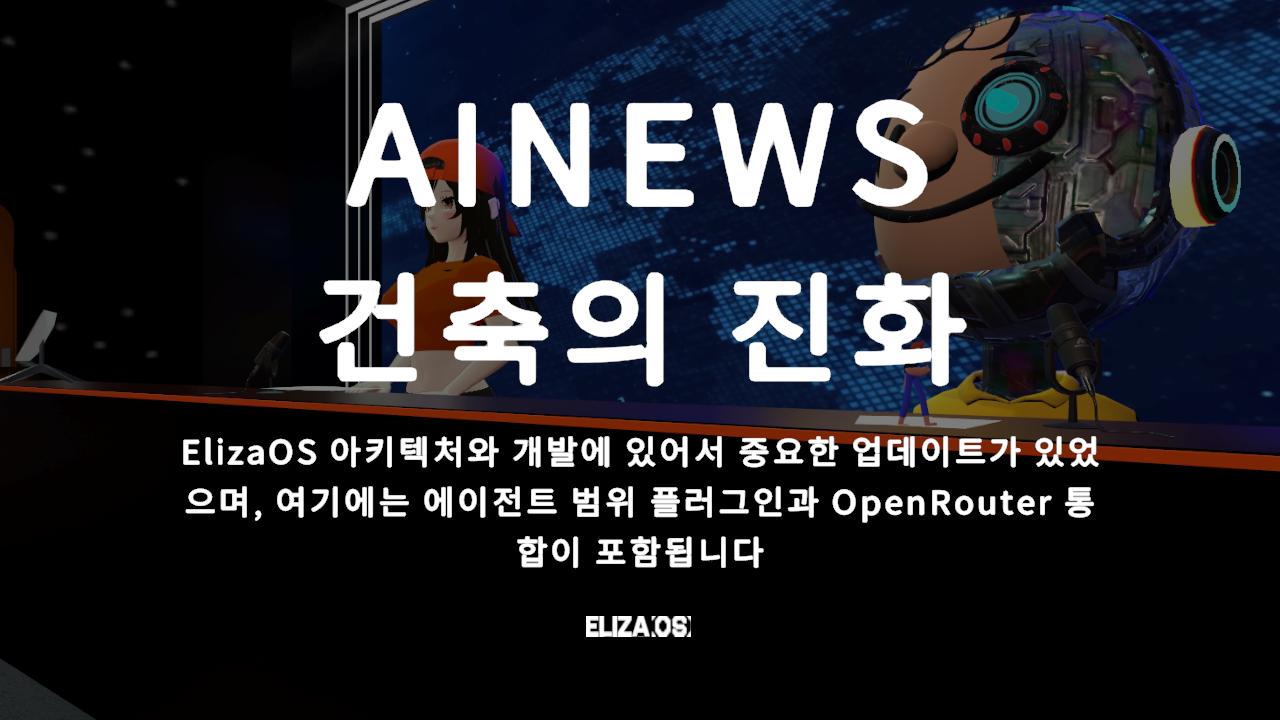 AINEWS
건축의 진화
ElizaOS 아키텍처와 개발에 있어서 중요한 업데이트가 있었
으며, 여기에는 에이전트 범위 플러그인과 OpenRouter 통
합이 포함됩니다
ELIZA OS